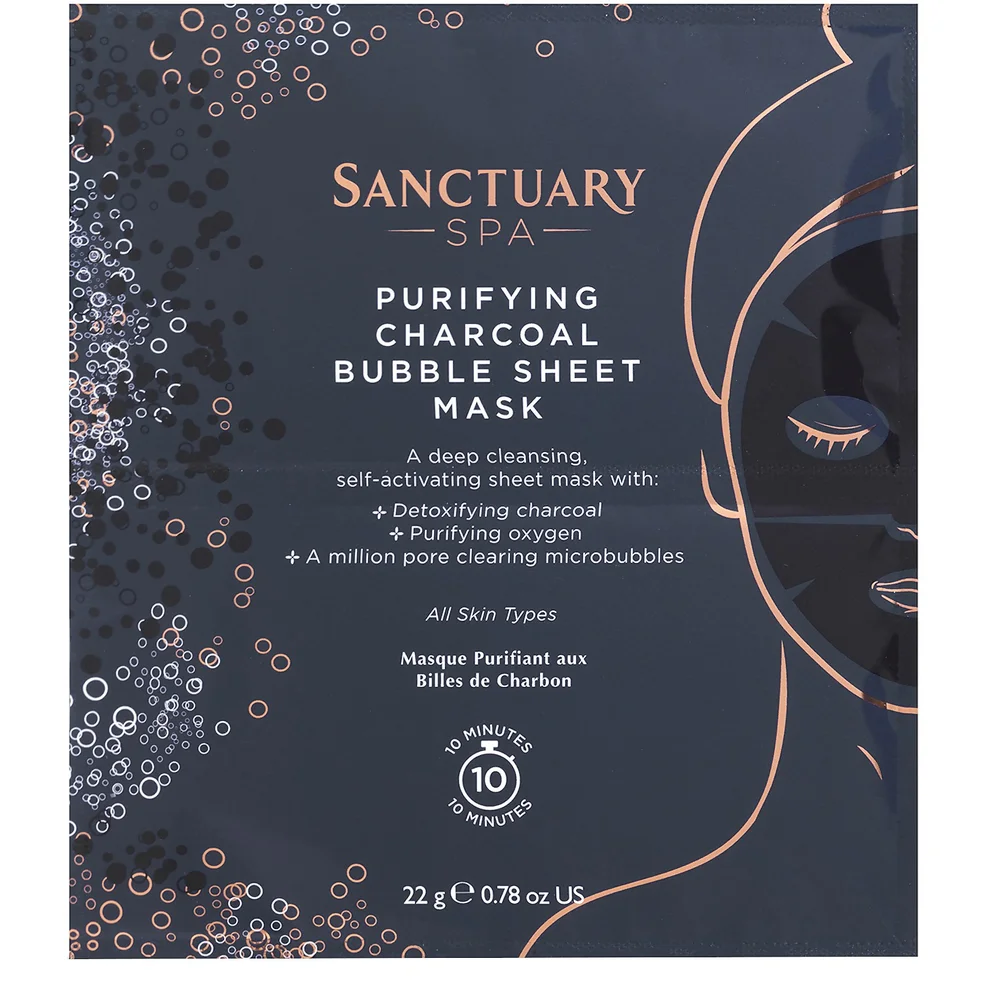 SANCTUARY
SPA
PURIFYING
CHARCOAL
BUBBLE SHEET
MASK
A deep cleansing,
self-activating sheet mask with:
Detoxifying charcoal
Purifying oxygen
A million pore clearing microbubbles
All Skin Types
Masque Purifiant aux
Billes de Charbon
10 MINUTES
10
10 MINUTES
22 g ℮ 0.78 oz US